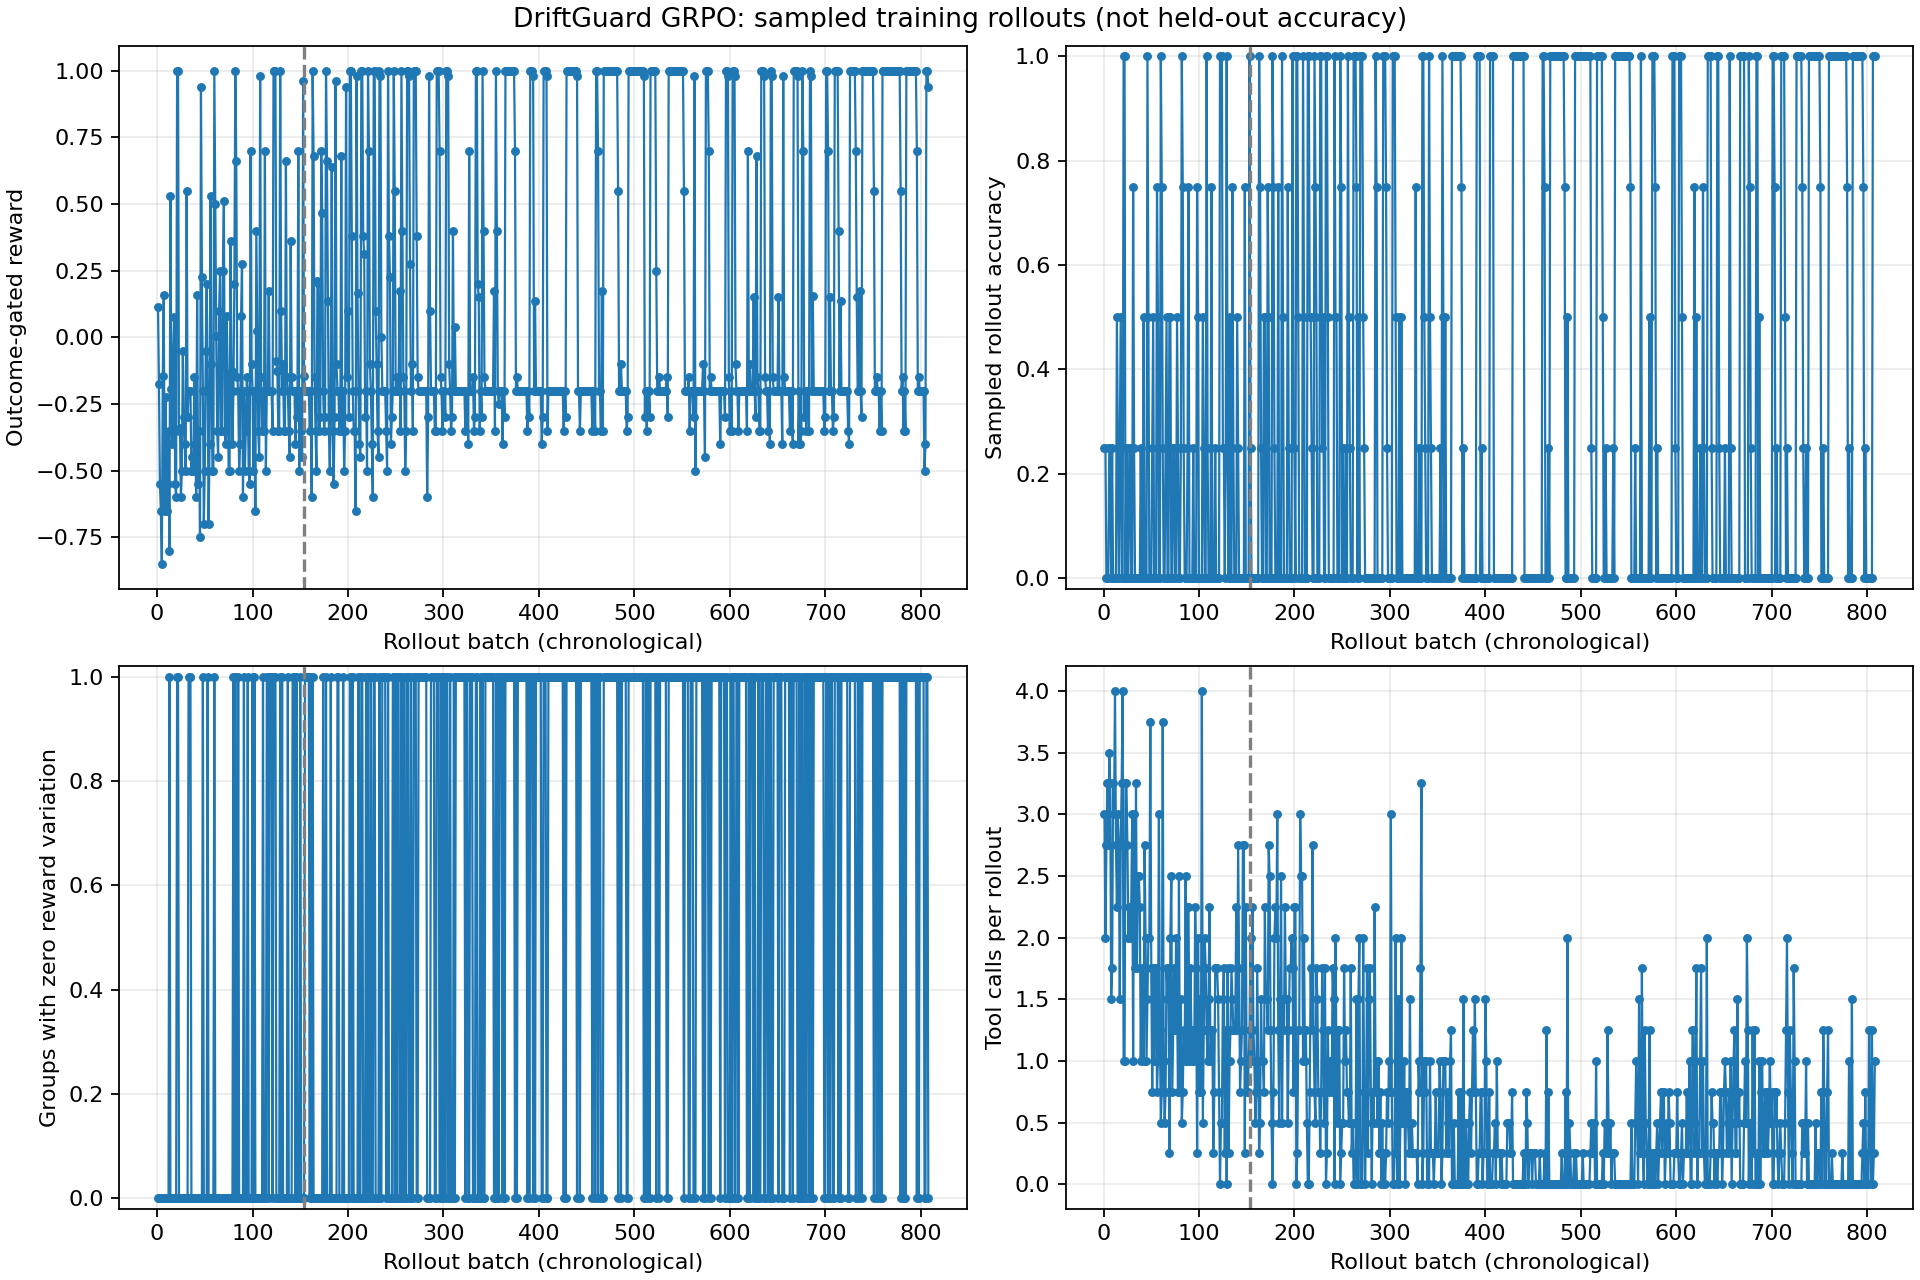 DriftGuard GRPO: sampled training rollouts (not held-out accuracy)
Outcome-gated reward
1.00
0.75
0.50
0.25
0.00
−0.25
−0.50
−0.75
0 100 200 300 400 500 600 700 800
Rollout batch (chronological)
Sampled rollout accuracy
1.0
0.8
0.6
0.4
0.2
0.0
0 100 200 300 400 500 600 700 800
Rollout batch (chronological)
Groups with zero reward variation
1.0
0.8
0.6
0.4
0.2
0.0
0 100 200 300 400 500 600 700 800
Rollout batch (chronological)
Tool calls per rollout
4.0
3.5
3.0
2.5
2.0
1.5
1.0
0.5
0.0
0 100 200 300 400 500 600 700 800
Rollout batch (chronological)